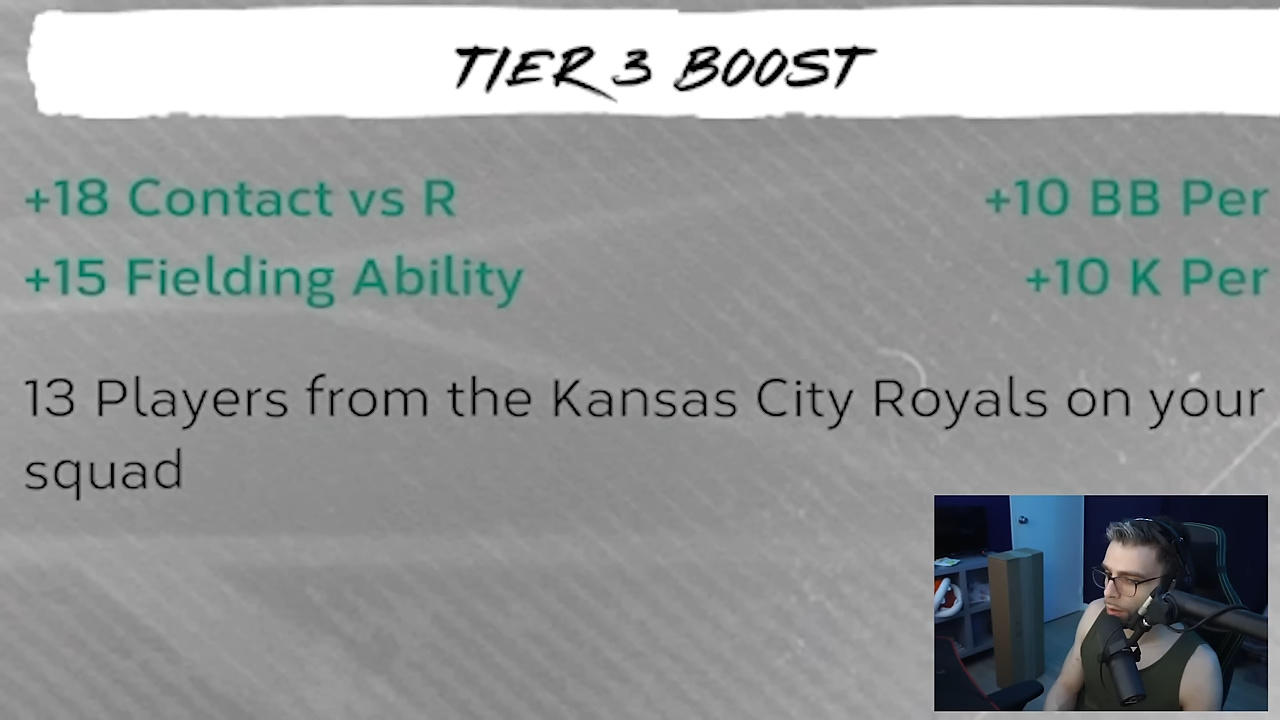 TIER 3 BOOST
+18 Contact vs R +10 BB Per
+15 Fielding Ability +10 K Per
13 Players from the Kansas City Royals on your
squad